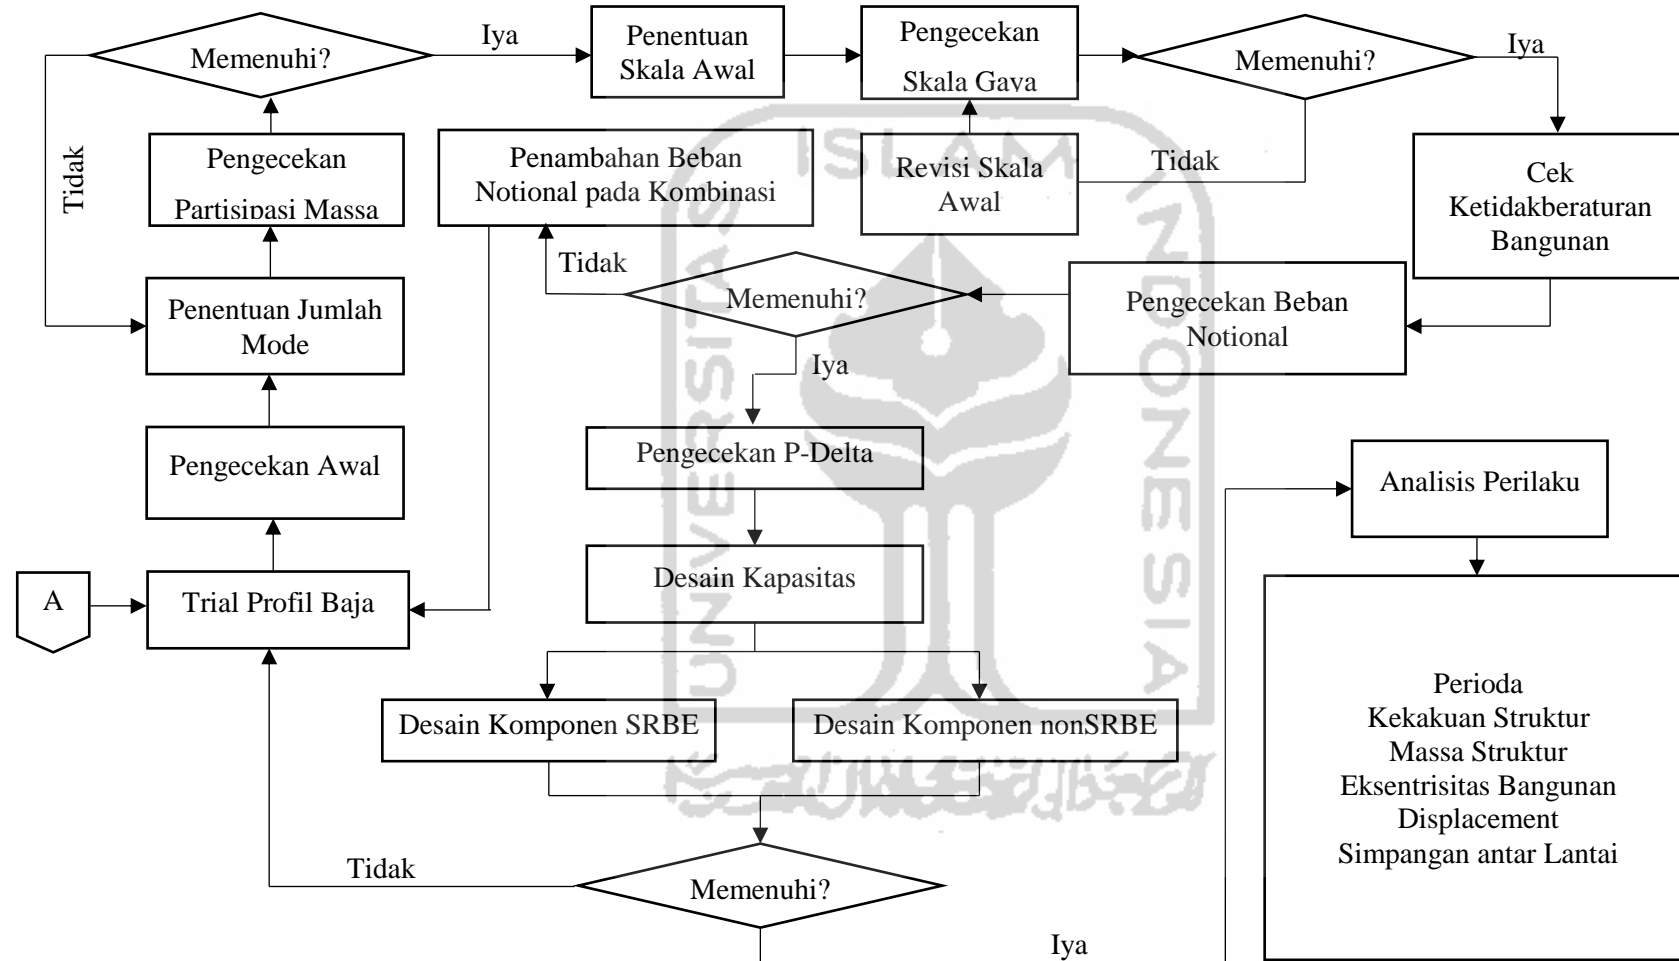 Memenuhi?
Iya
Penentuan
Skala Awal
Pengecekan
Skala Gaya
Memenuhi?
Iya
Tidak
Pengecekan
Partisipasi Massa
Penambahan Beban
Notional pada Kombinasi
Revisi Skala
Awal
Tidak
Cek
Ketidakberaturan
Bangunan
Tidak
Memenuhi?
Pengecekan Beban
Notional
Penentuan Jumlah
Mode
Iya
Pengecekan Awal
Pengecekan P-Delta
Analisis Perilaku
Desain Kapasitas
A
Trial Profil Baja
Desain Komponen SRBE
Desain Komponen nonSRBE
Perioda
Kekakuan Struktur
Massa Struktur
Eksentrisitas Bangunan
Displacement
Simpangan antar Lantai
Tidak
Memenuhi?
Iya
ISLAM
UNIVERSITAS
INDONESIA